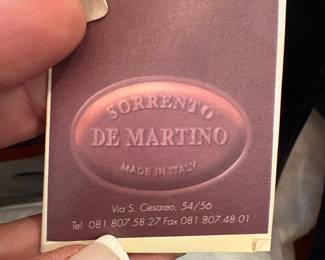 SORRENTO
DE MARTINO
MADE IN ITALY
Via S. Cesareo, 54/56
Tel 081 807 58 27 Fax 081 807.48 01